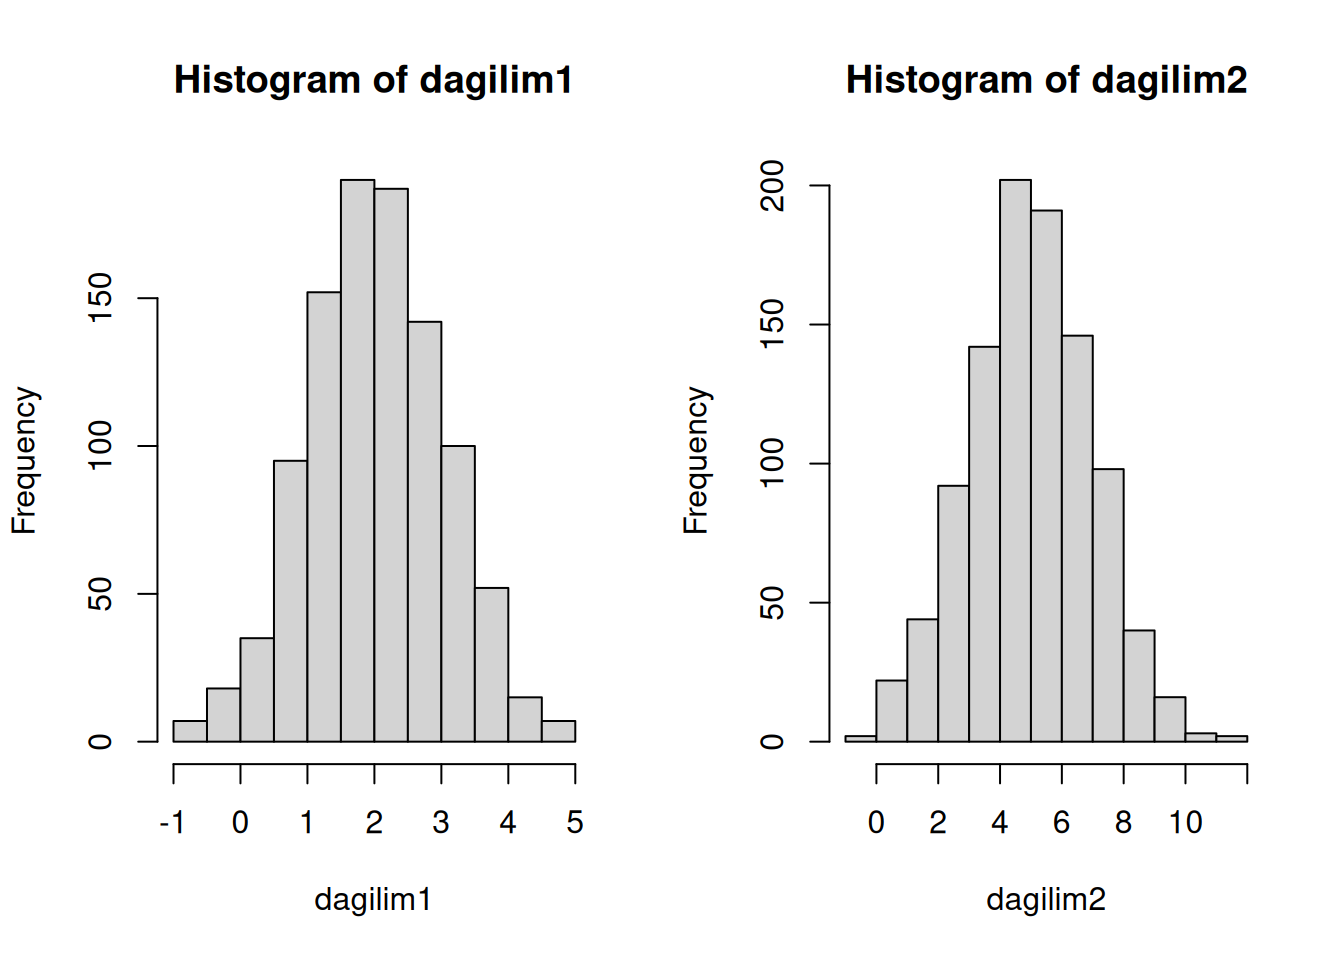 Histogram of dagilim1
Frequency
150
100
50
0
-1 0 1 2 3 4 5
dagilim1
Histogram of dagilim2
Frequency
200
150
100
50
0
0 2 4 6 8 10
dagilim2